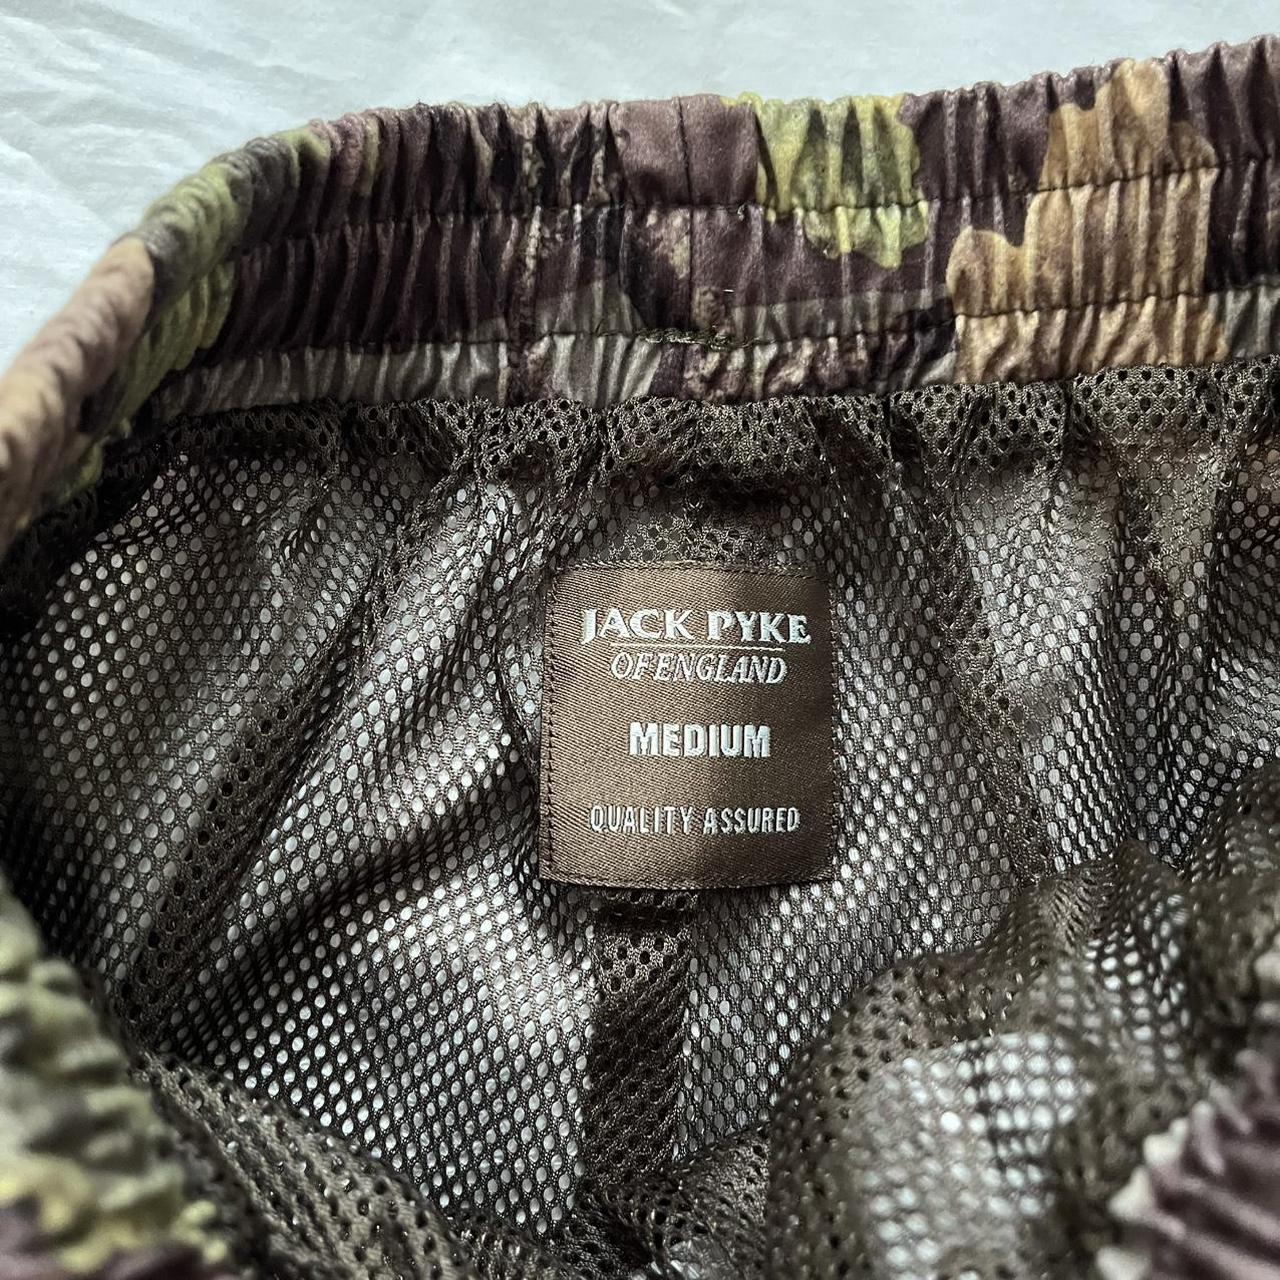 JACK PYKE
OF ENGLAND
MEDIUM
QUALITY ASSURED